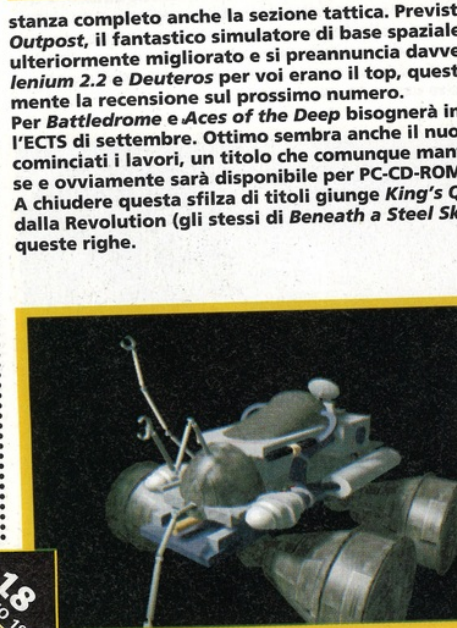 stanza completo anche la sezione tattica. Previst
Outpost, il fantastico simulatore di base spaziale
ulteriormente migliorato e si preannuncia davve
lenium 2.2 e Deuteros per voi erano il top, quest
mente la recensione sul prossimo numero.
Per Battledrome e Aces of the Deep bisognerà in
l'ECTS di settembre. Ottimo sembra anche il nuo
cominciati i lavori, un titolo che comunque man
se e ovviamente sarà disponibile per PC-CD-ROM
A chiudere questa sfilza di titoli giunge King's Q
dalla Revolution (gli stessi di Beneath a Steel Sk
queste righe.
18